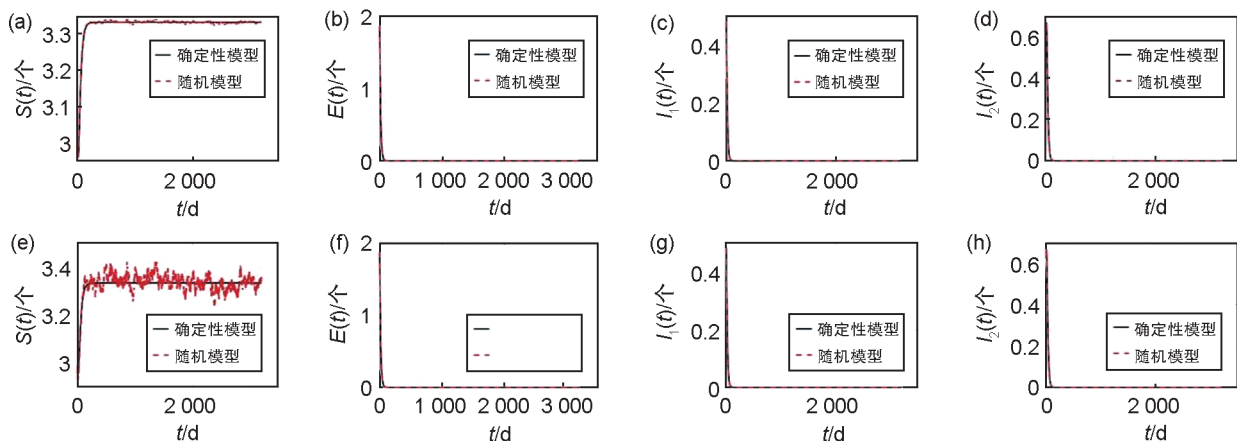 (a)
S(t)/个
3.3
3.2
3.1
3
确定性模型
随机模型
0
2 000
t/d
(b)
E(t)/个
2
1
0
确定性模型
随机模型
0
1 000
2 000
3 000
t/d
(c)
I₁(t)/个
0.4
0.2
0
确定性模型
随机模型
0
2 000
t/d
(d)
I₂(t)/个
0.6
0.4
0.2
0
确定性模型
随机模型
0
2 000
t/d
(e)
S(t)/个
3.4
3.2
3
确定性模型
随机模型
0
2 000
t/d
(f)
E(t)/个
2
1
0
0
1 000
2 000
3 000
t/d
(g)
I₁(t)/个
0.4
0.2
0
确定性模型
随机模型
0
2 000
t/d
(h)
I₂(t)/个
0.6
0.4
0.2
0
确定性模型
随机模型
0
2 000
t/d